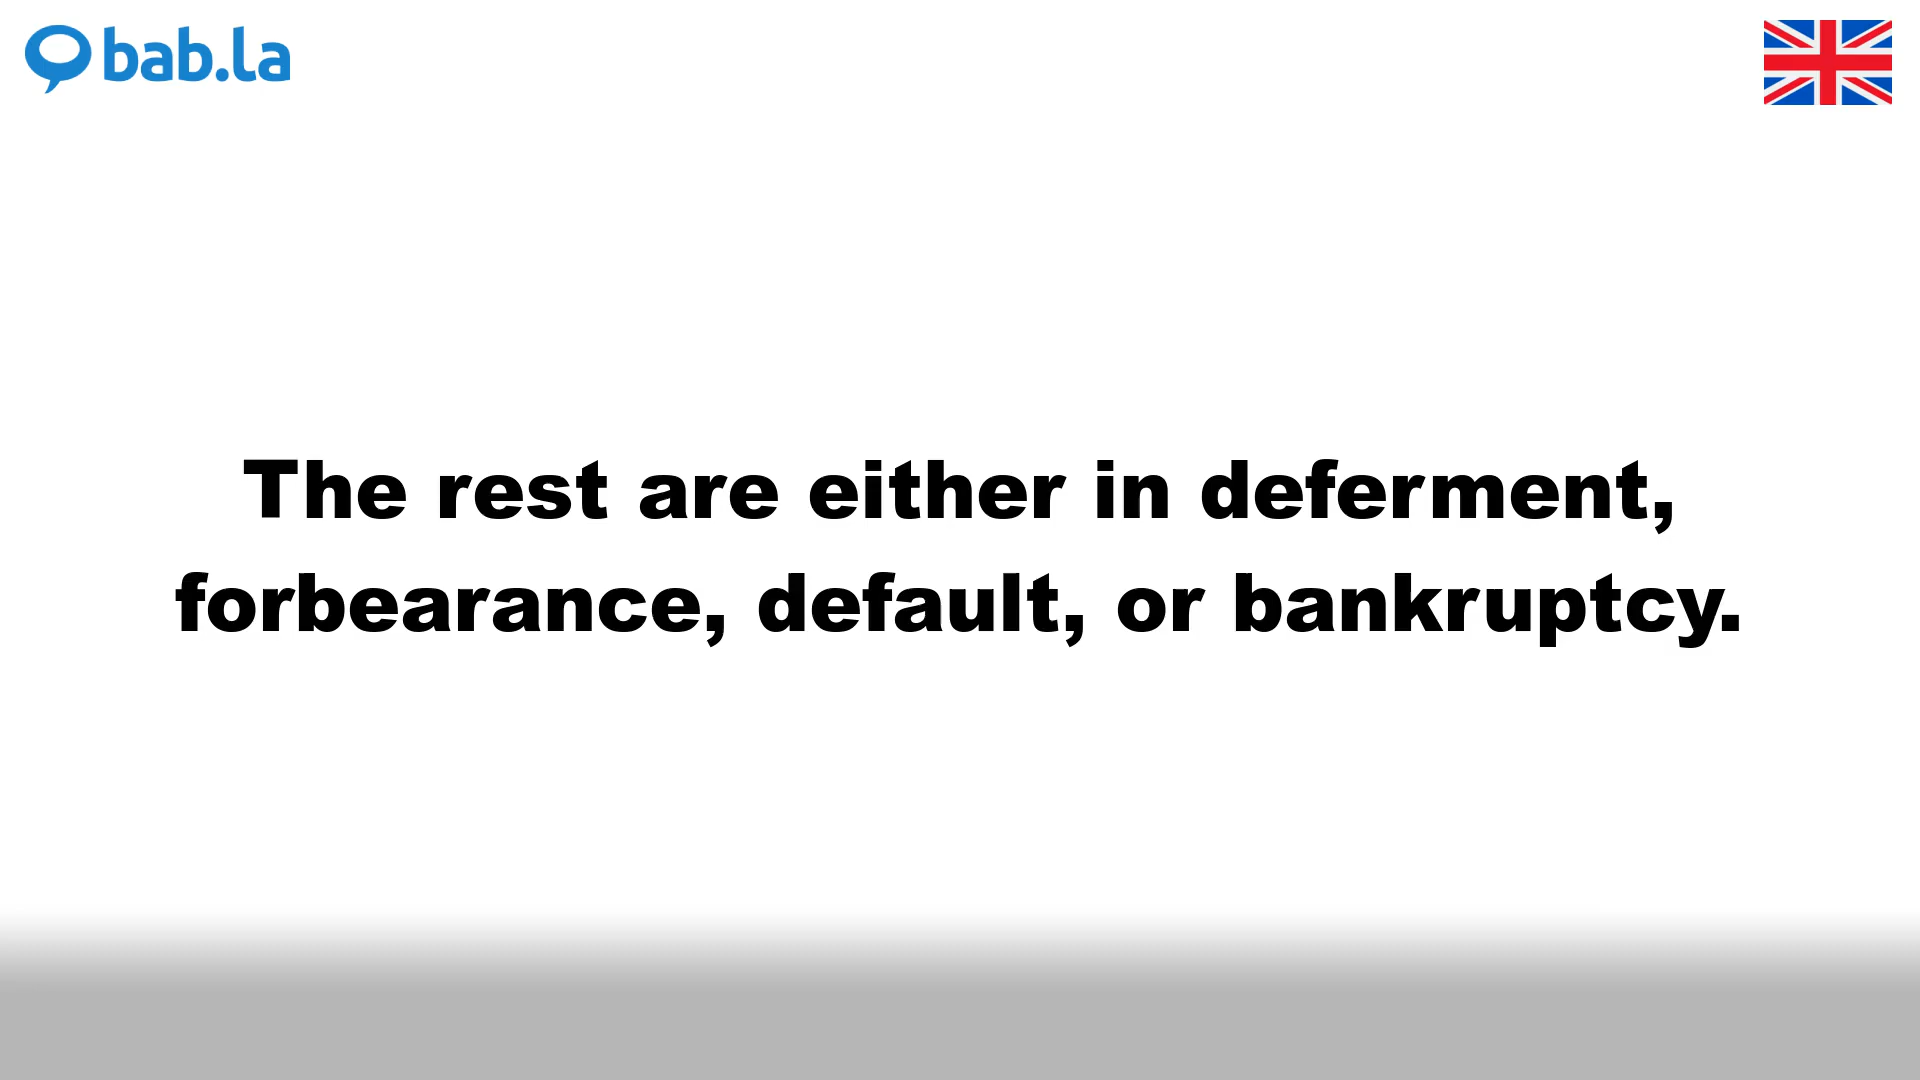 bab.la
The rest are either in deferment,
forbearance, default, or bankruptcy.